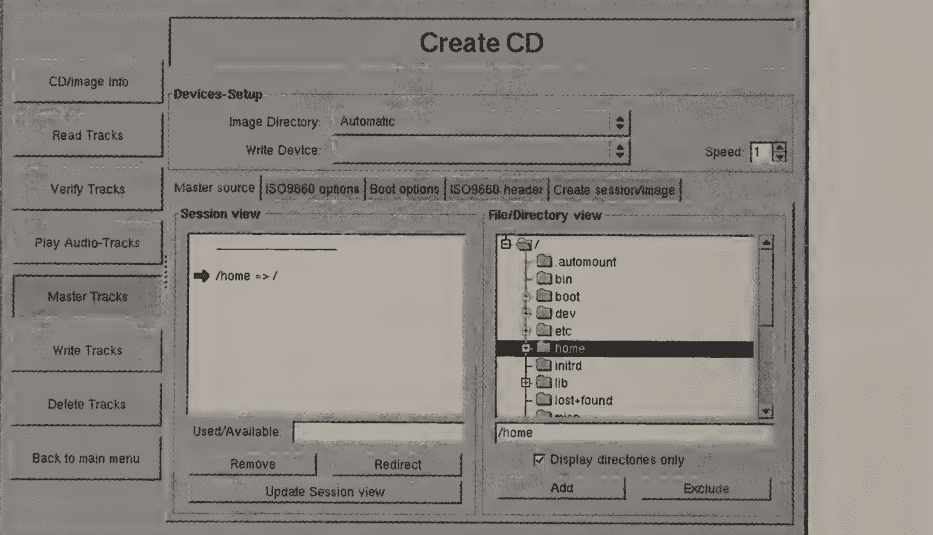 Create CD
CD/Image Info
Read Tracks
Verify Tracks
Play Audio-Tracks
Master Tracks
Write Tracks
Delete Tracks
Back to main menu
Devices-Setup
Image Directory: Automatic
Write Device:
Speed: 1
Master source ISO9660 options Boot options ISO9660 header Create session/image
Session view
/home => /
Used/Available:
Remove Redirect
Update Session view
File/Directory view
/
.automount
bin
boot
dev
etc
home
initrd
lib
lost+found
/home
Display directories only
Add Exclude